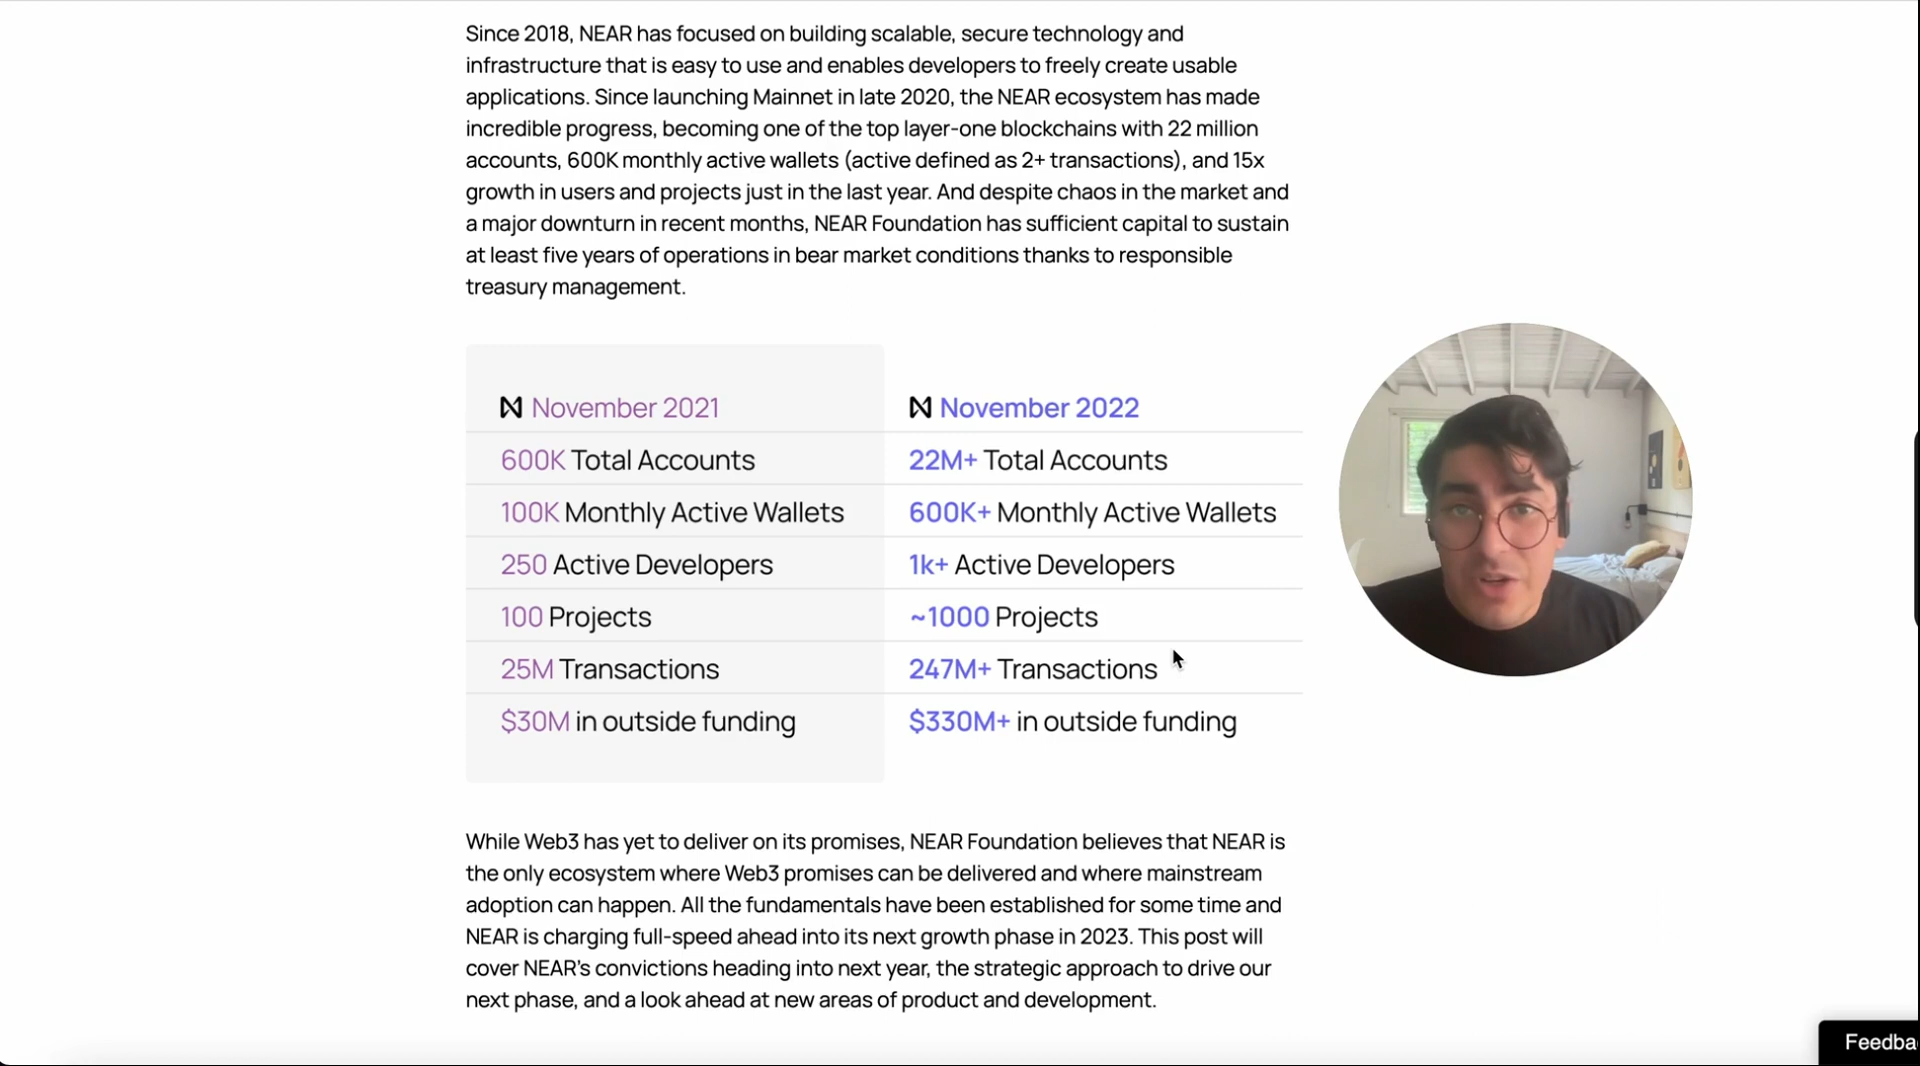 Since 2018, NEAR has focused on building scalable, secure technology and
infrastructure that is easy to use and enables developers to freely create usable
applications. Since launching Mainnet in late 2020, the NEAR ecosystem has made
incredible progress, becoming one of the top layer-one blockchains with 22 million
accounts, 600K monthly active wallets (active defined as 2+ transactions), and 15x
growth in users and projects just in the last year. And despite chaos in the market and
a major downturn in recent months, NEAR Foundation has sufficient capital to sustain
at least five years of operations in bear market conditions thanks to responsible
treasury management.
November 2021
600K Total Accounts
100K Monthly Active Wallets
250 Active Developers
100 Projects
25M Transactions
$30M in outside funding
November 2022
22M+ Total Accounts
600K+ Monthly Active Wallets
1k+ Active Developers
~1000 Projects
247M+ Transactions
$330M+ in outside funding
While Web3 has yet to deliver on its promises, NEAR Foundation believes that NEAR is
the only ecosystem where Web3 promises can be delivered and where mainstream
adoption can happen. All the fundamentals have been established for some time and
NEAR is charging full-speed ahead into its next growth phase in 2023. This post will
cover NEAR's convictions heading into next year, the strategic approach to drive our
next phase, and a look ahead at new areas of product and development.
Feedba